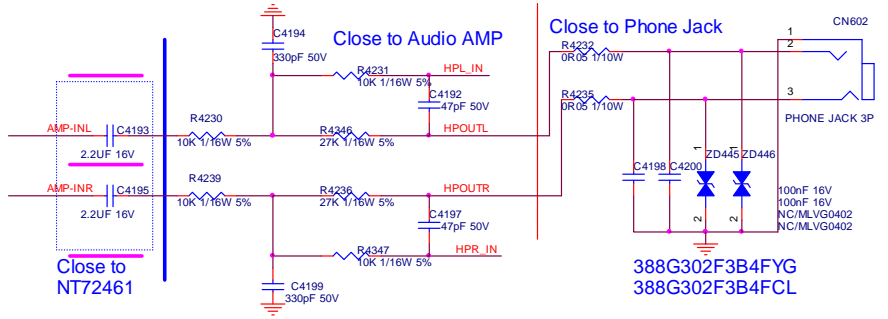 C4194
330pF 50V
Close to Audio AMP
Close to Phone Jack
CN602
R4231
10K 1/16W 5%
HPL_IN
R4232
0R05 1/10W
1
2
C4192
47pF 50V
R4235
0R05 1/10W
3
PHONE JACK 3P
AMP-INL
C4193
2.2UF 16V
R4230
10K 1/16W 5%
R4346
27K 1/16W 5%
HPOUTL
AMP-INR
C4195
2.2UF 16V
R4239
10K 1/16W 5%
R4236
27K 1/16W 5%
HPOUTR
C4198
C4200
1
ZD445
1
ZD446
2
2
100nF 16V
100nF 16V
NC/MLVG0402
NC/MLVG0402
C4197
47pF 50V
R4347
10K 1/16W 5%
HPR_IN
Close to
NT72461
C4199
330pF 50V
388G302F3B4FYG
388G302F3B4FCL